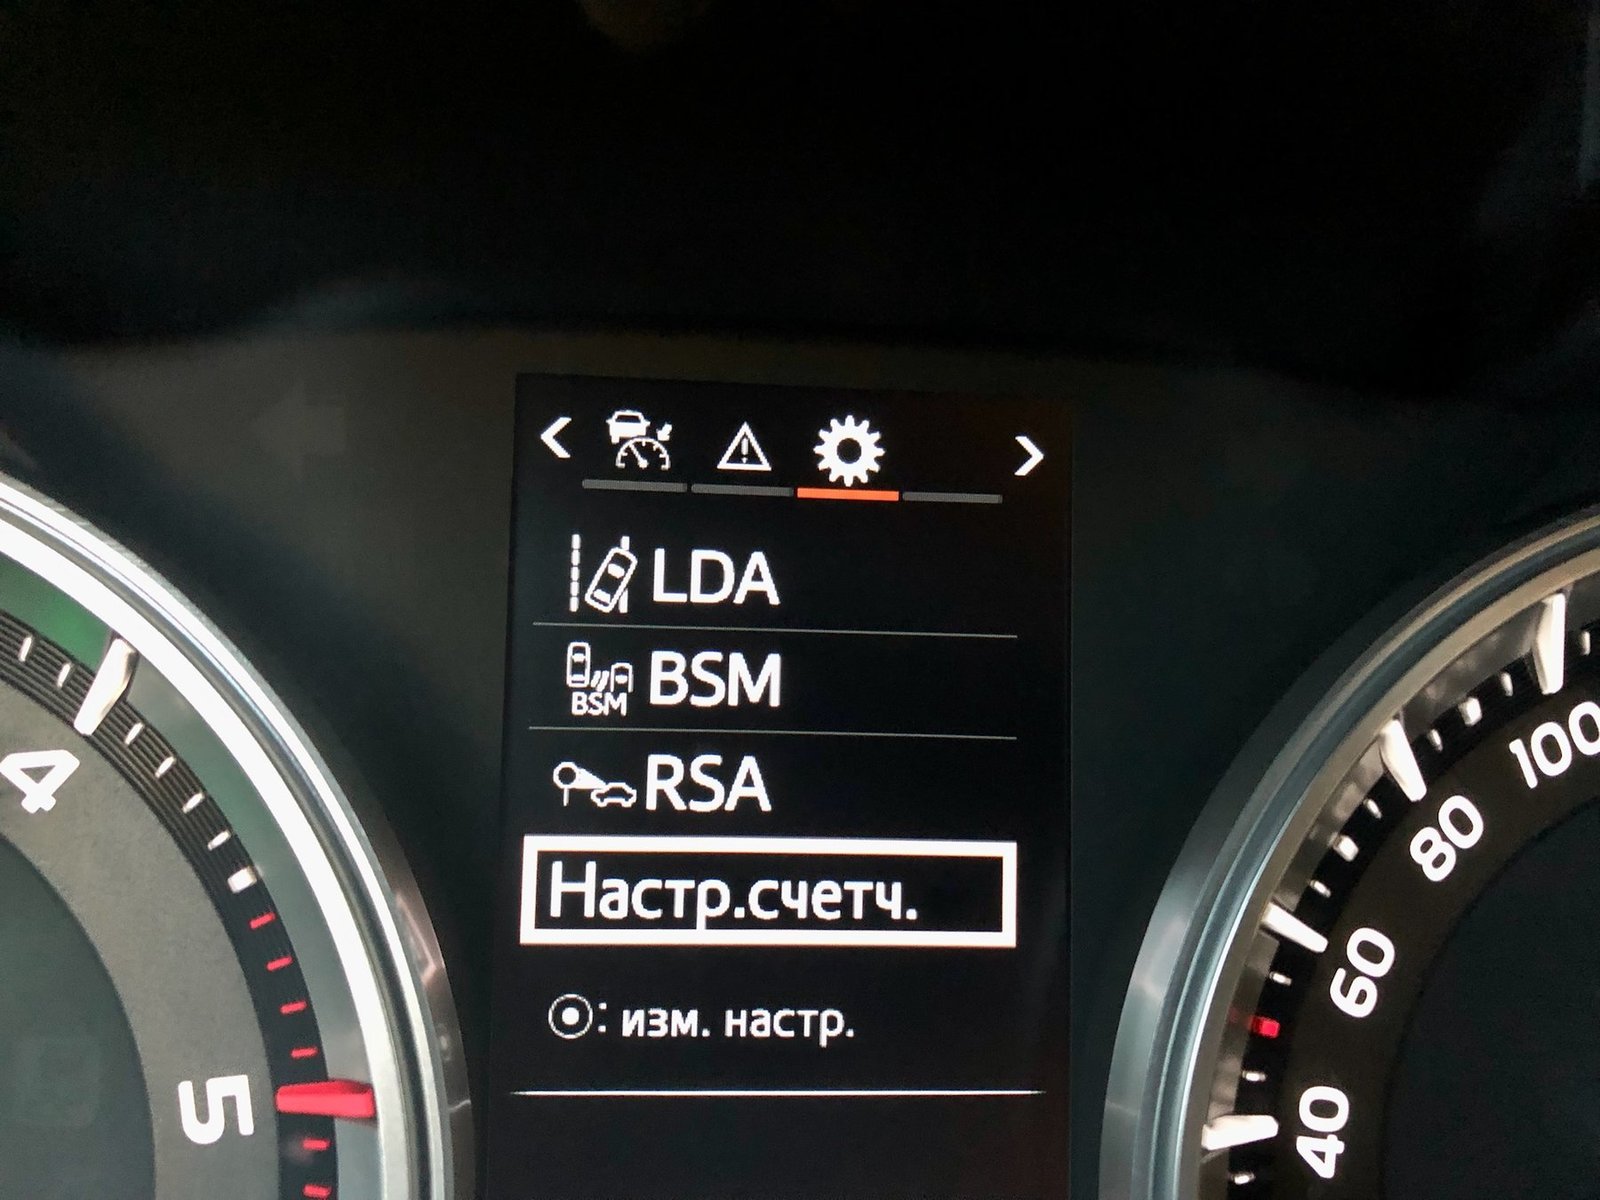 LDA
BSM
BSM
RSA
Настр.счетч.
: изм. настр.
4
5
100
80
60
40